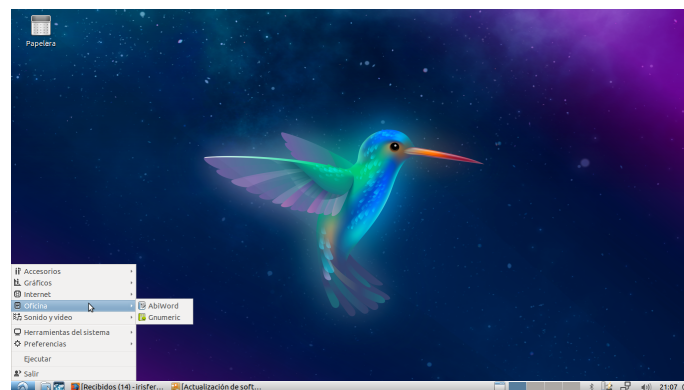 Papelera
Accesorios
Gráficos
Internet
Oficina
AbiWord
Gnumeric
Sonido y video
Herramientas del sistema
Preferencias
Ejecutar
Salir
[Recibidos (14) - irisfer...
[Actualización de soft...
21:07